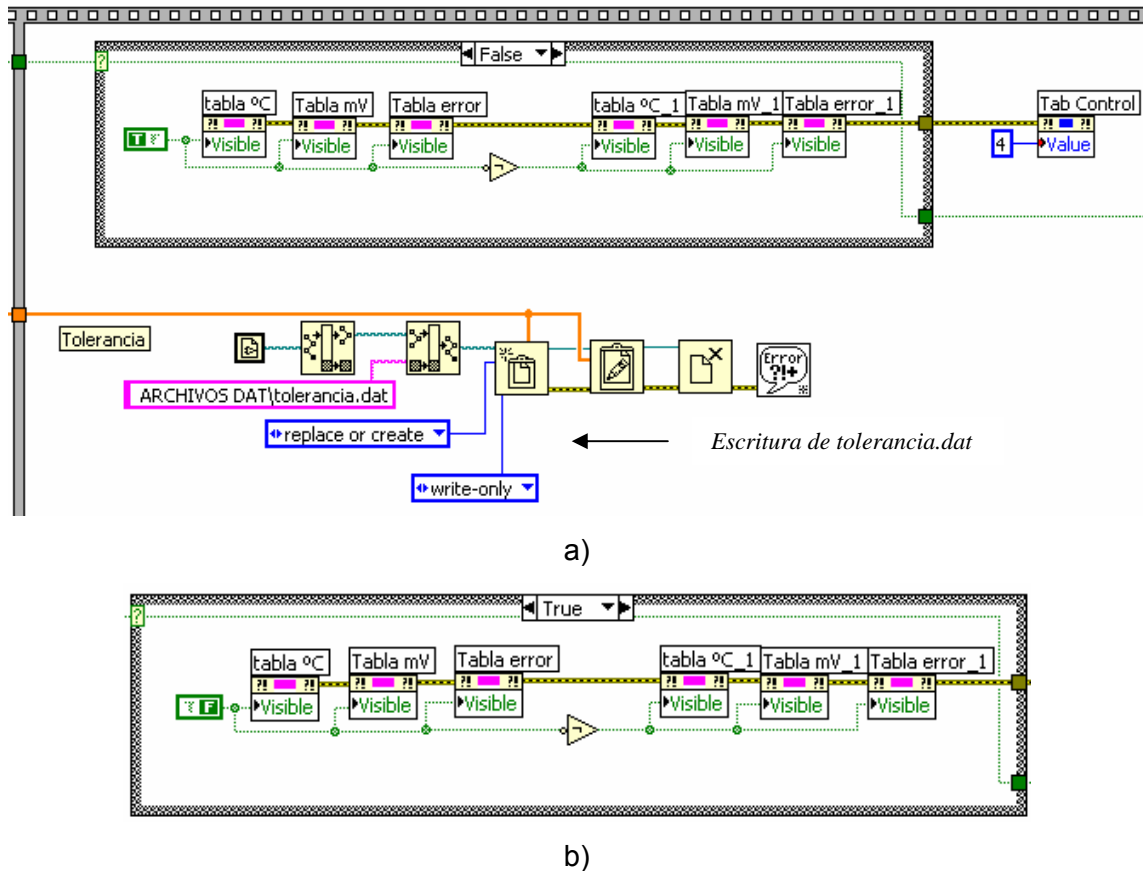 False
?
tabla ºC Tabla mV Tabla error tabla ºC_1 Tabla mV_1 Tabla error_1 Tab Control
?! ?! ?! ?! ?! ?! ?! ?! ?! ?! ?! ?! ?! ?!
T Visible Visible Visible Visible Visible Visible 4 Value
Tolerancia
Error
?!+
ARCHIVOS DAT\tolerancia.dat
replace or create
Escritura de tolerancia.dat
write-only
a)
True
?
tabla ºC Tabla mV Tabla error tabla ºC_1 Tabla mV_1 Tabla error_1
?! ?! ?! ?! ?! ?! ?! ?! ?! ?! ?! ?!
F Visible Visible Visible Visible Visible Visible
b)